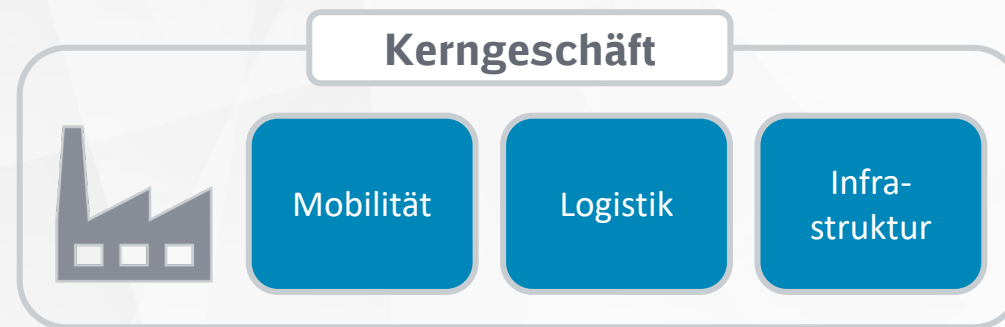 Kerngeschäft
Mobilität
Logistik
Infra-
struktur